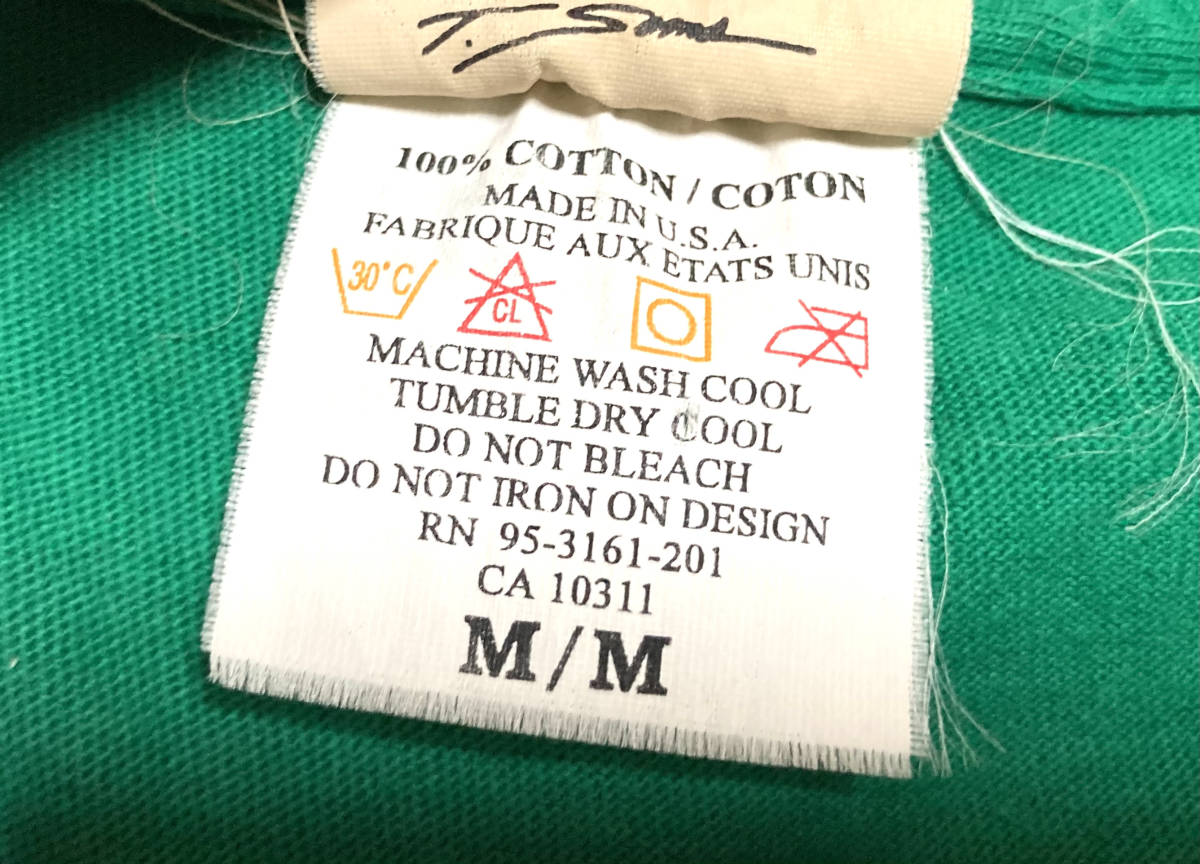 100% COTTON / COTON
MADE IN U.S.A.
FABRIQUE AUX ETATS UNIS
30°C CL
MACHINE WASH COOL
TUMBLE DRY COOL
DO NOT BLEACH
DO NOT IRON ON DESIGN
RN 95-3161-201
CA 10311
M/M